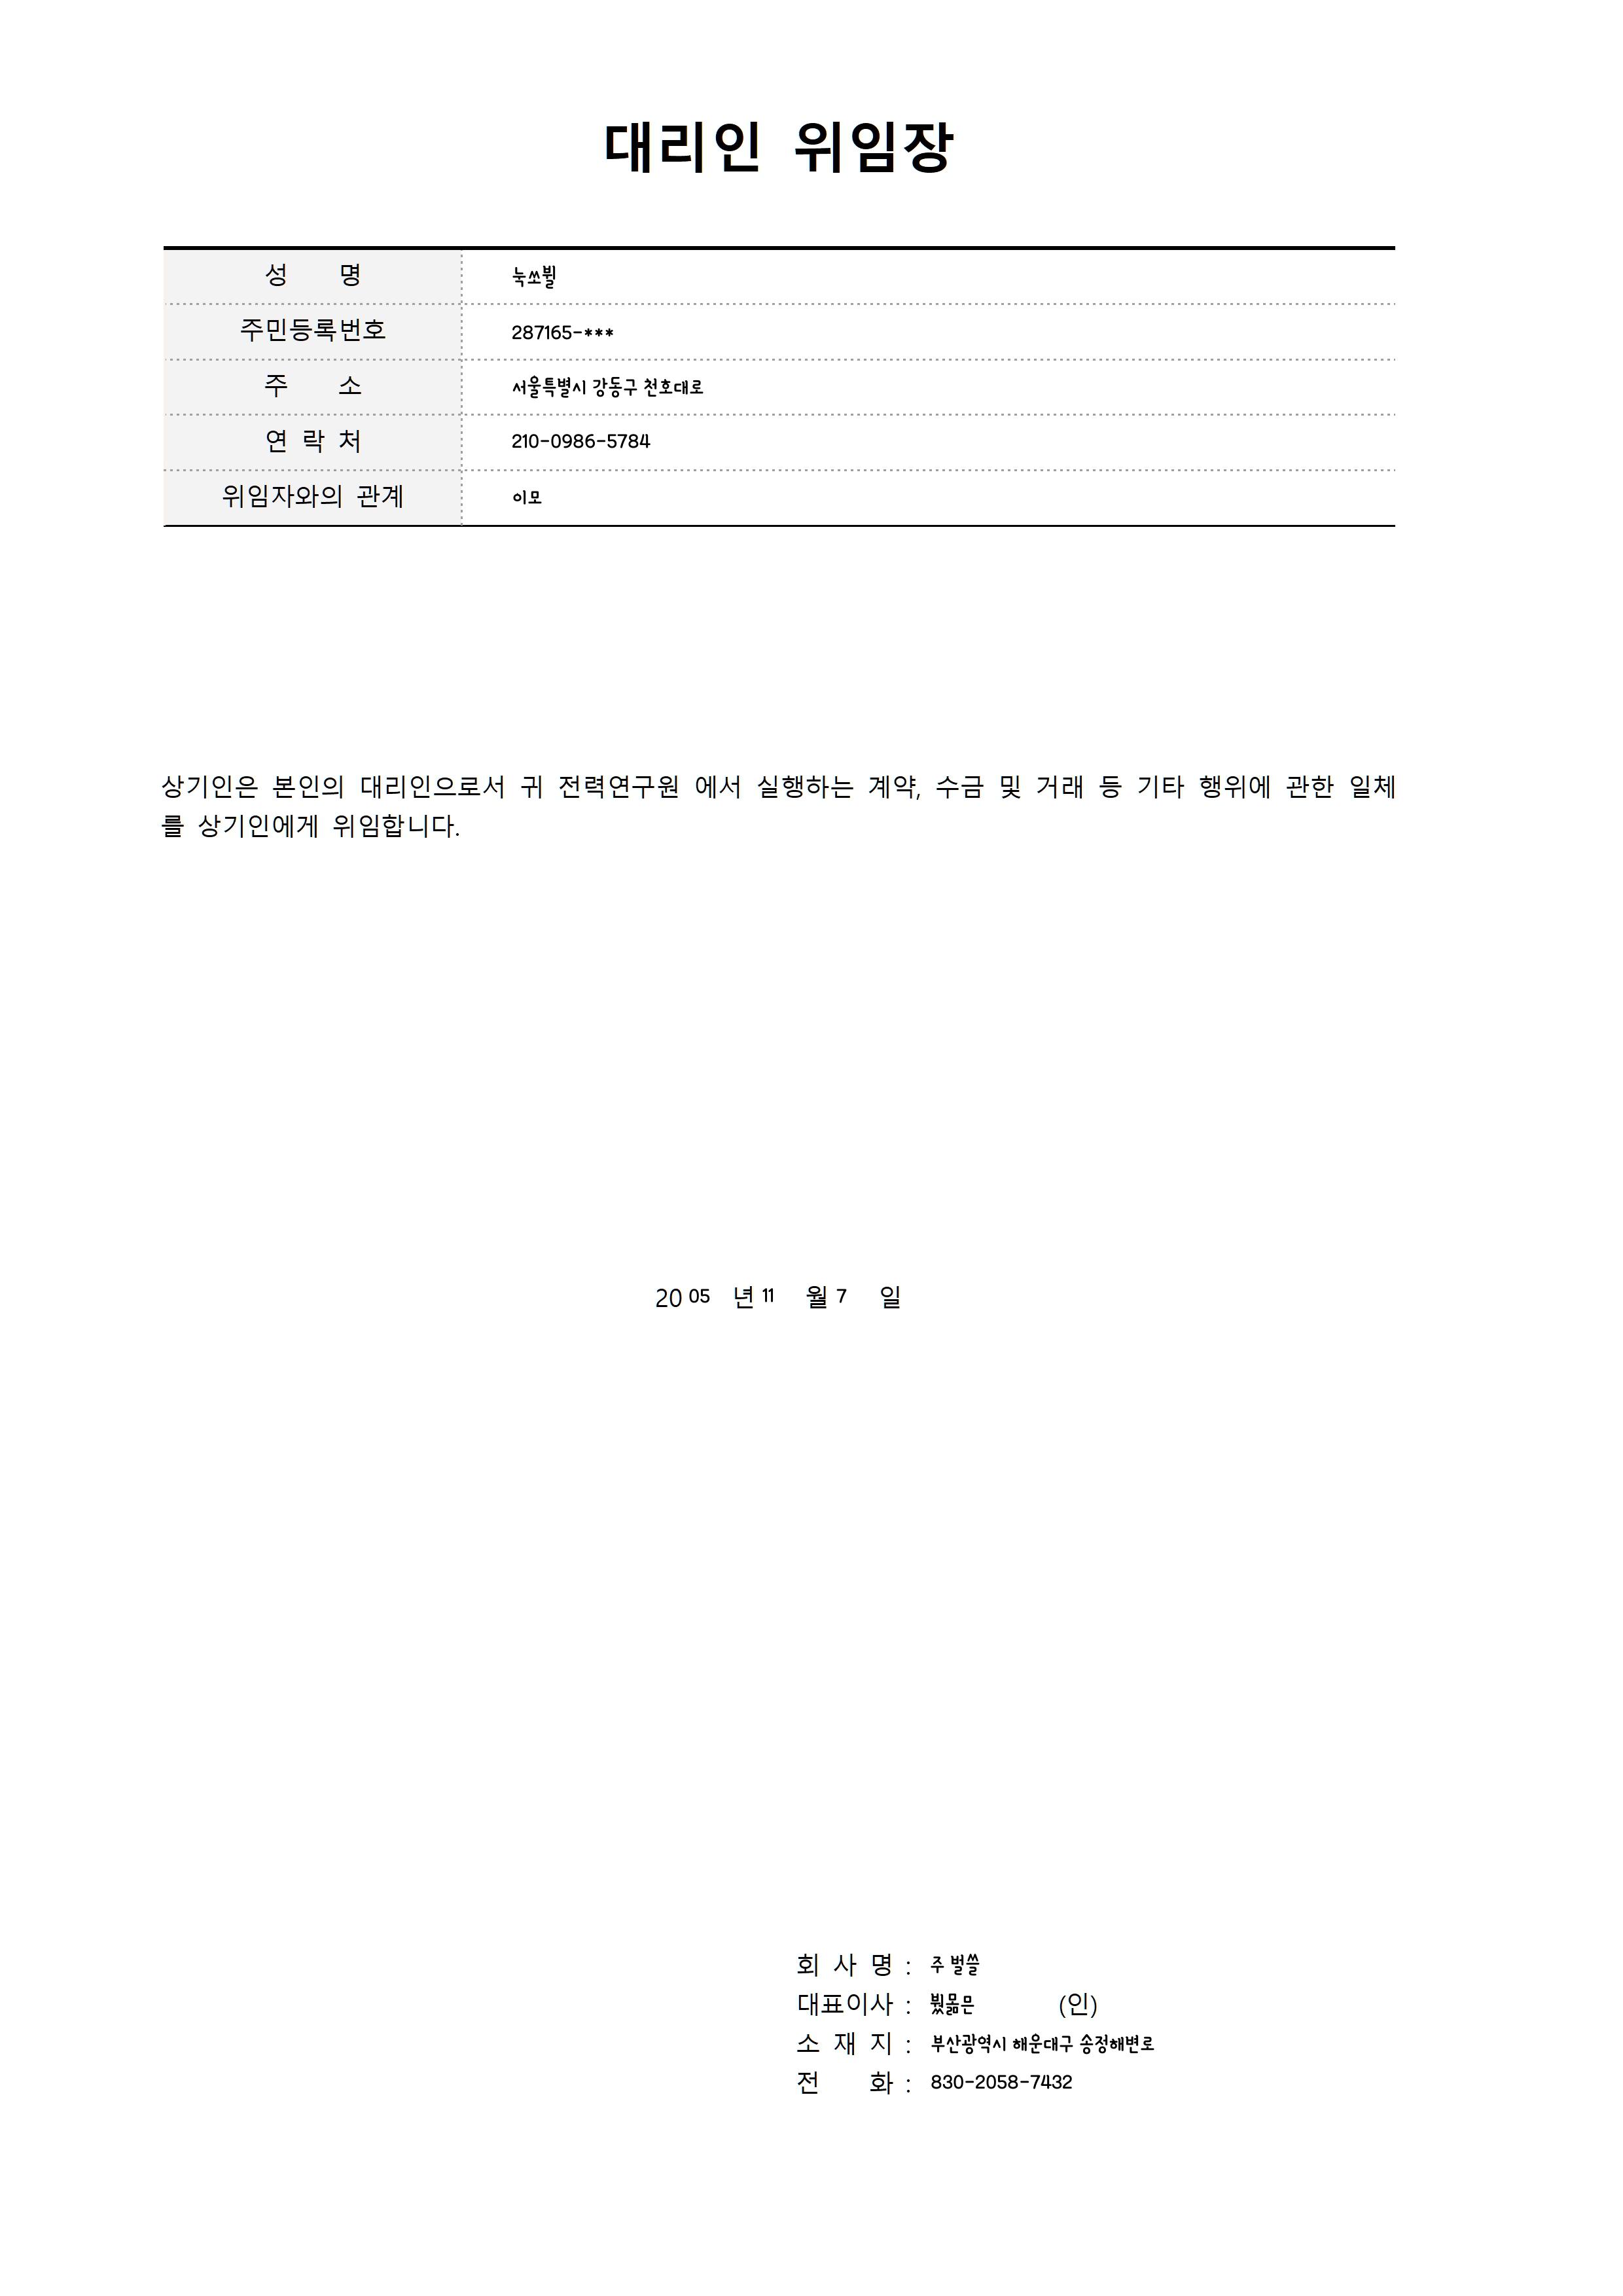 대리인 위임장
성 명 눅쏘뷜
주민등록번호 287165-***
주 소 서울특별시 강동구 천호대로
연 락 처 210-0986-5784
위임자와의 관계 이모
상기인은 본인의 대리인으로서 귀 전력연구원 에서 실행하는 계약, 수금 및 거래 등 기타 행위에 관한 일체
를 상기인에게 위임합니다.
20 05 년 11 월 7 일
회 사 명 : 주 벌쓸
대표이사 : (인)
소 재 지 : 부산광역시 해운대구 송정해변로
전 화 : 830-2058-7432